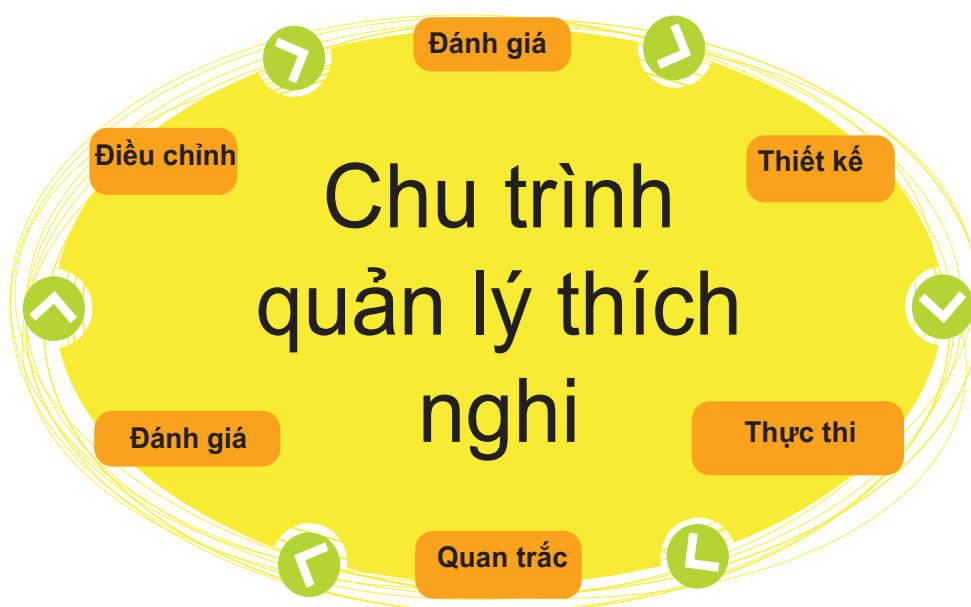 Đánh giá
Điều chỉnh
Thiết kế
Chu trình
quản lý thích
nghi
Đánh giá
Thực thi
Quan trắc